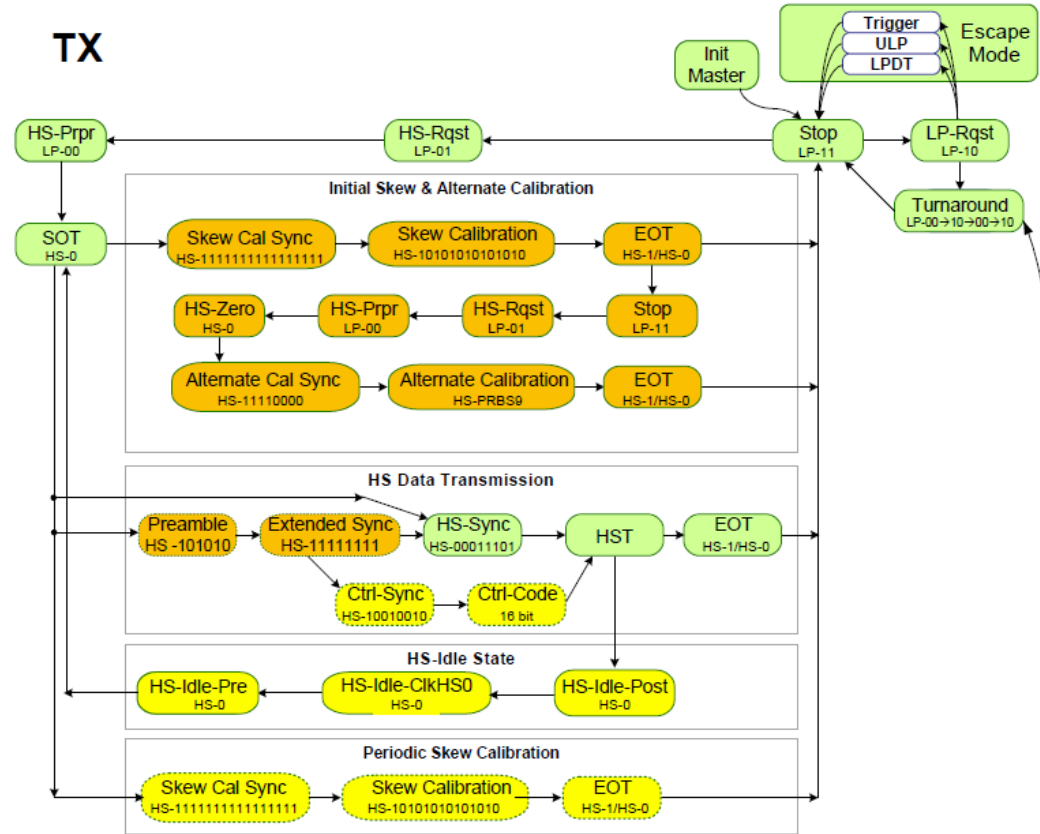 TX
Init
Master
Trigger
ULP
LPDT
Escape
Mode
HS-Prpr
LP-00
HS-Rqst
LP-01
Stop
LP-11
LP-Rqst
LP-10
Turnaround
LP-00→10→00→10
Initial Skew & Alternate Calibration
SOT
HS-0
Skew Cal Sync
HS-1111111111111111
Skew Calibration
HS-10101010101010
EOT
HS-1/HS-0
HS-Zero
HS-0
HS-Prpr
LP-00
HS-Rqst
LP-01
Stop
LP-11
Alternate Cal Sync
HS-11110000
Alternate Calibration
HS-PRBS9
EOT
HS-1/HS-0
HS Data Transmission
Preamble
HS -101010
Extended Sync
HS-11111111
HS-Sync
HS-00011101
HST
EOT
HS-1/HS-0
Ctrl-Sync
HS-10010010
Ctrl-Code
16 bit
HS-Idle State
HS-Idle-Pre
HS-0
HS-Idle-ClkHS0
HS-0
HS-Idle-Post
HS-0
Periodic Skew Calibration
Skew Cal Sync
HS-1111111111111111
Skew Calibration
HS-10101010101010
EOT
HS-1/HS-0